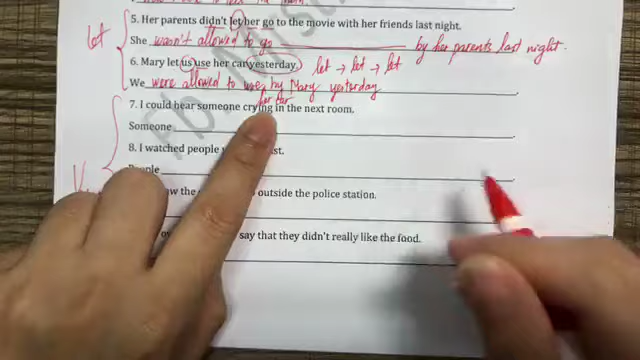 5. Her parents didn't let her go to the movie with her friends last night.
let
She wasn't allowed to go by her parents last night.
6. Mary let us use her car yesterday. let → let → let
We were allowed to use by Mary yesterday
her car
7. I could hear someone crying in the next room.
Someone
8. I watched people
People
outside the police station.
say that they didn't really like the food.